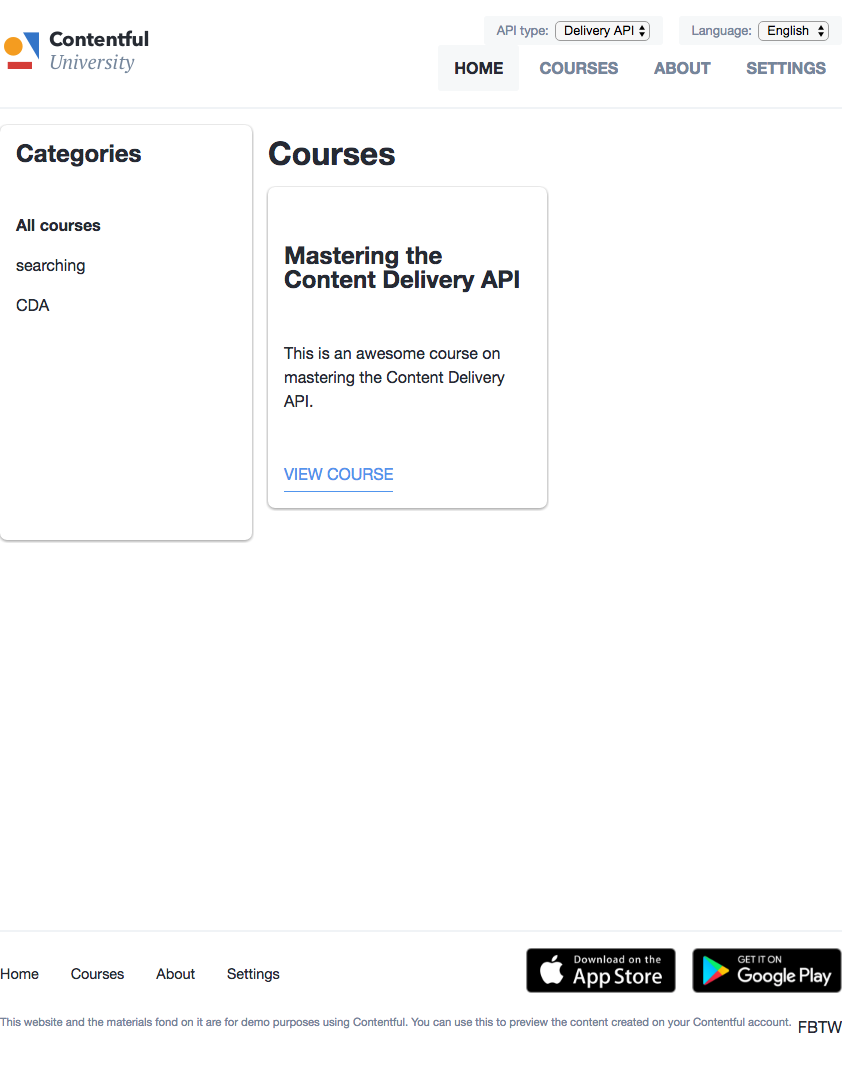 Contentful
University
API type: Delivery API
Language: English
HOME COURSES ABOUT SETTINGS
Categories
All courses
searching
CDA
Courses
Mastering the
Content Delivery API
This is an awesome course on
mastering the Content Delivery
API.
VIEW COURSE
Home Courses About Settings
Download on the
App Store
GET IT ON
Google Play
This website and the materials fond on it are for demo purposes using Contentful. You can use this to preview the content created on your Contentful account.
FBTW